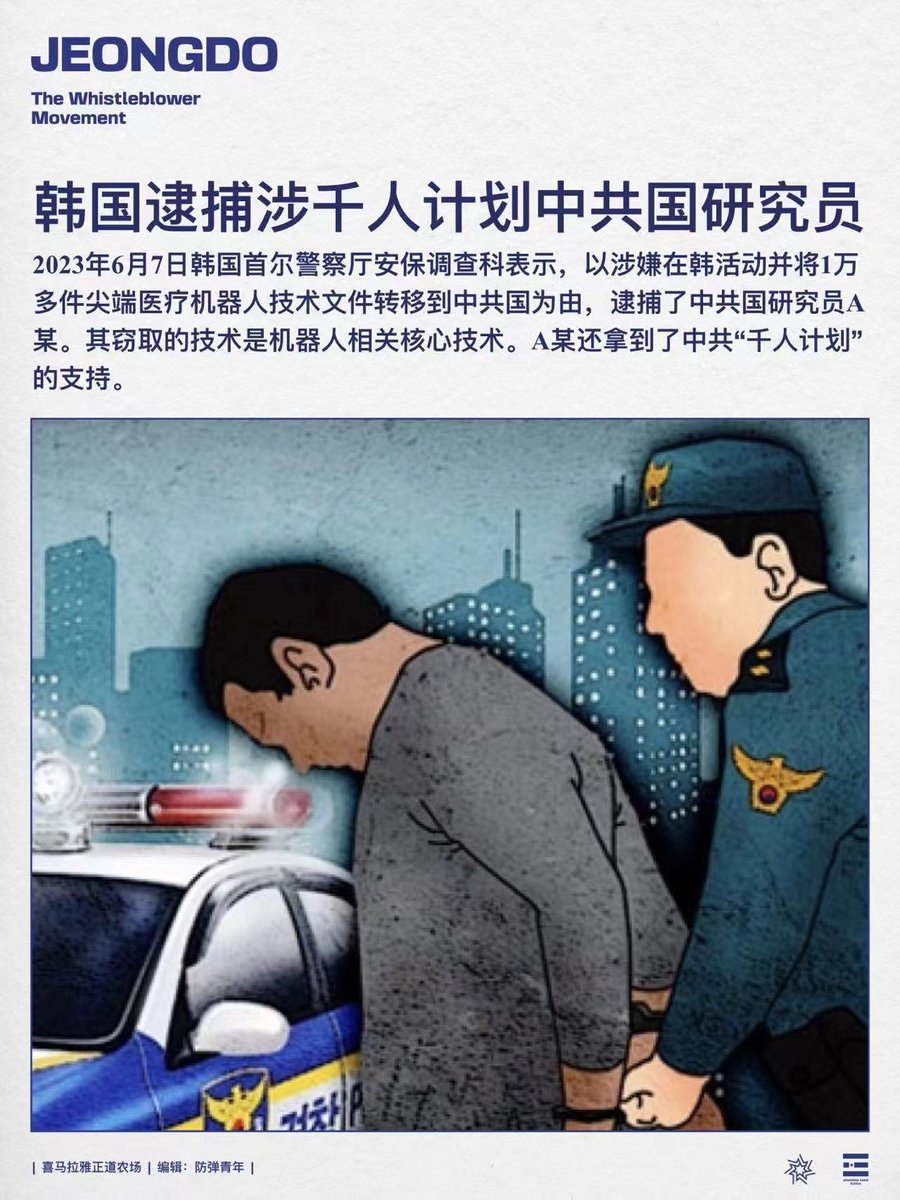 JEONGDO
The Whistleblower
Movement
韩国逮捕涉千人计划中共国研究员
2023年6月7日韩国首尔警察厅安保调查科表示，以涉嫌在韩活动并将1万
多件尖端医疗机器人技术文件转移到中共国为由，逮捕了中共国研究员A
某。其窃取的技术是机器人相关核心技术。A某还拿到了中共“千人计划”
的支持。
| 喜马拉雅正道农场 | 编辑：防弹青年 |